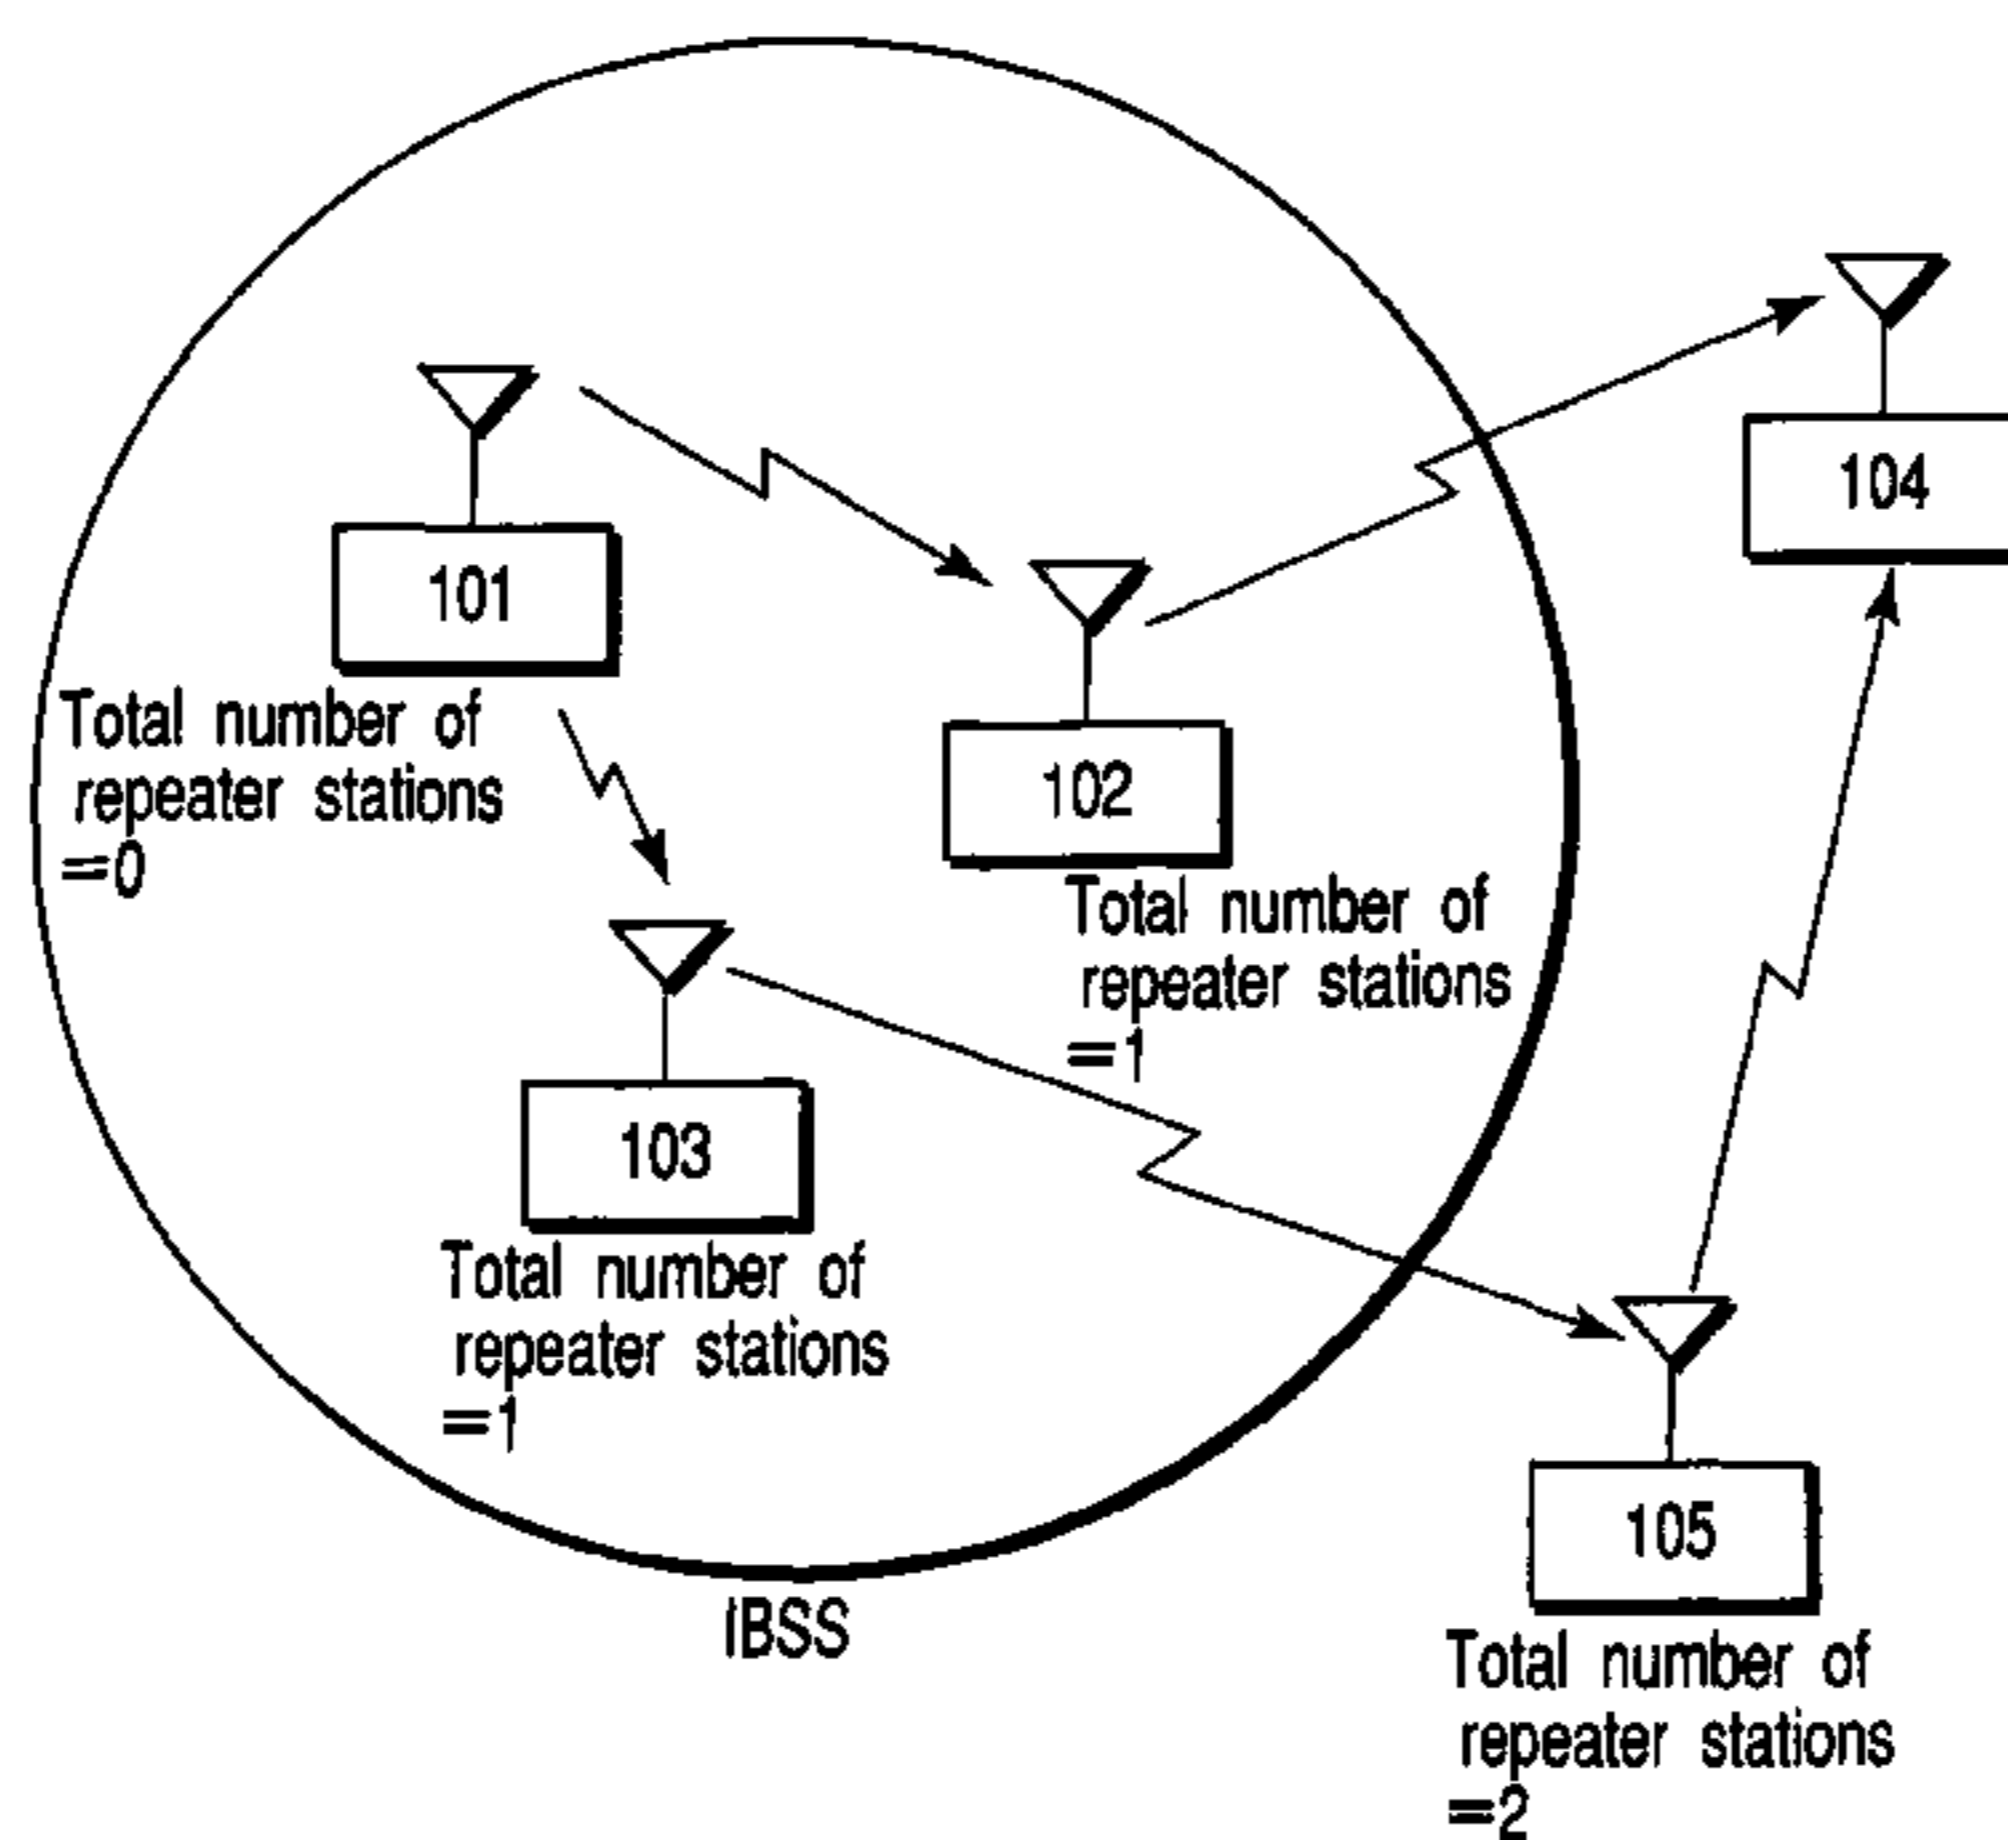 104
101
Total number of
repeater stations
=0
102
Total number of
repeater stations
=1
103
Total number of
repeater stations
=1
IBSS
105
Total number of
repeater stations
=2